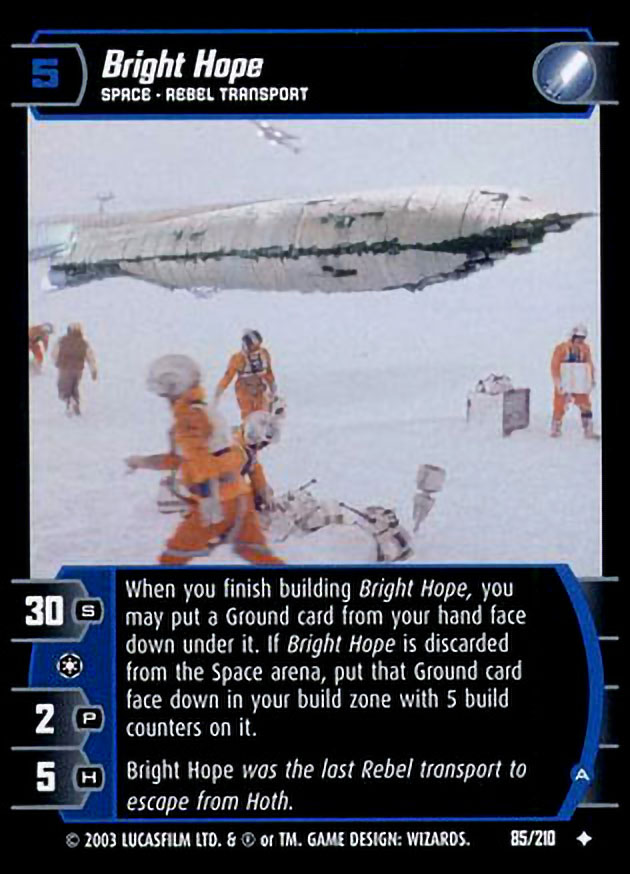 5
Bright Hope
SPACE · REBEL TRANSPORT
30 S
2 P
5 H
When you finish building Bright Hope, you
may put a Ground card from your hand face
down under it. If Bright Hope is discarded
from the Space arena, put that Ground card
face down in your build zone with 5 build
counters on it.
Bright Hope was the last Rebel transport to
escape from Hoth.
A
© 2003 LUCASFILM LTD. & ® or TM. GAME DESIGN: WIZARDS. 85/210